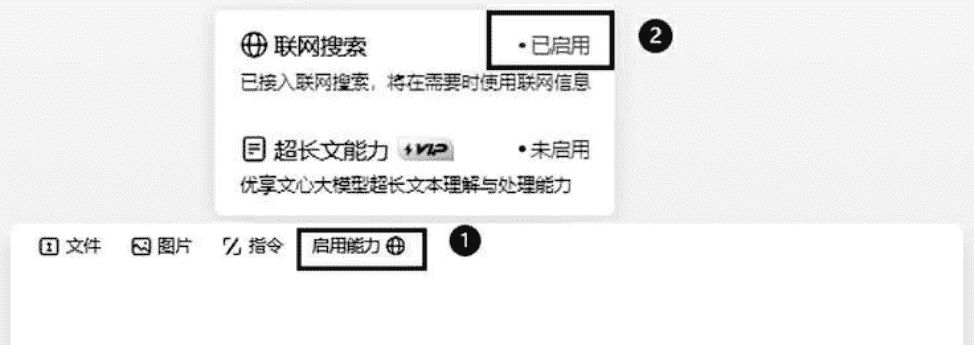 联网搜索 •已启用 2
已接入联网搜索，将在需要时使用联网信息
超长文能力 VIP •未启用
优享文心大模型超长文本理解与处理能力
文件 图片 指令 启用能力 1